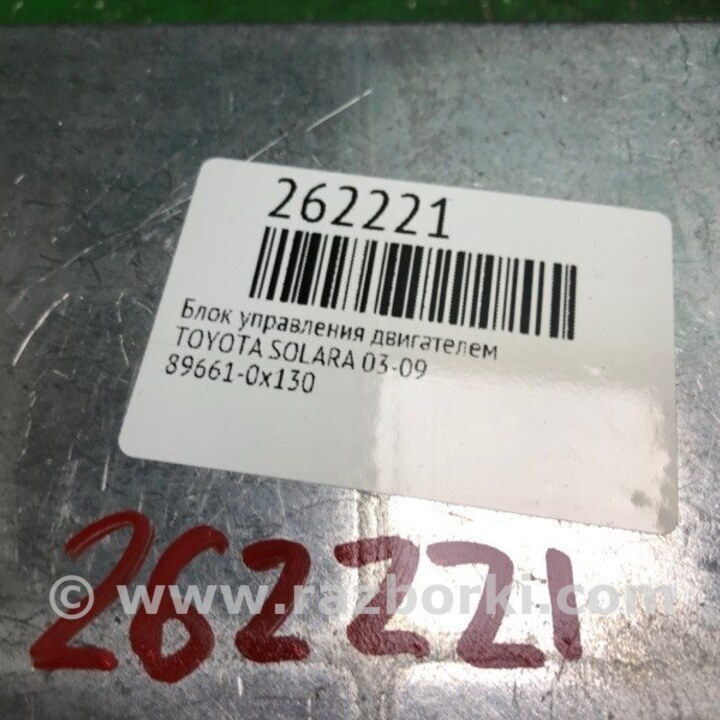 262221
Блок управления двигателем
TOYOTA SOLARA 03-09
89661-0x130
262221
© www.razborki.com